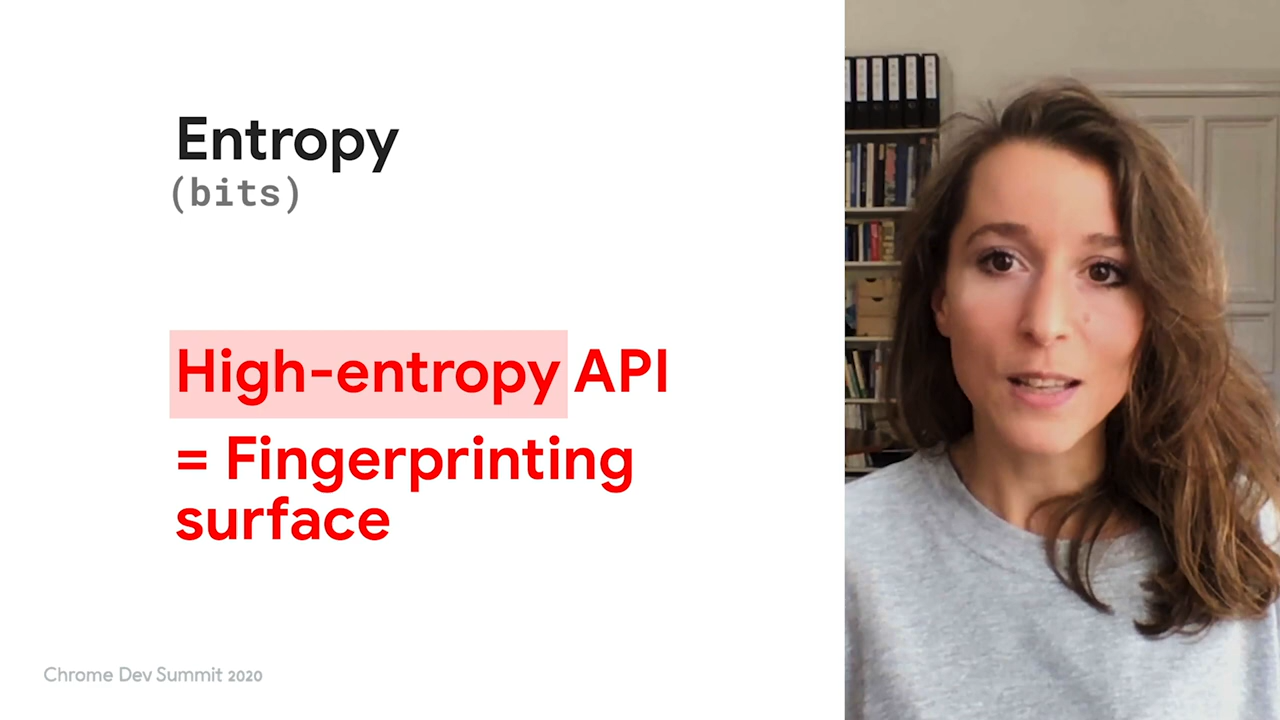 Entropy
(bits)
High-entropy API
= Fingerprinting
surface
Chrome Dev Summit 2020